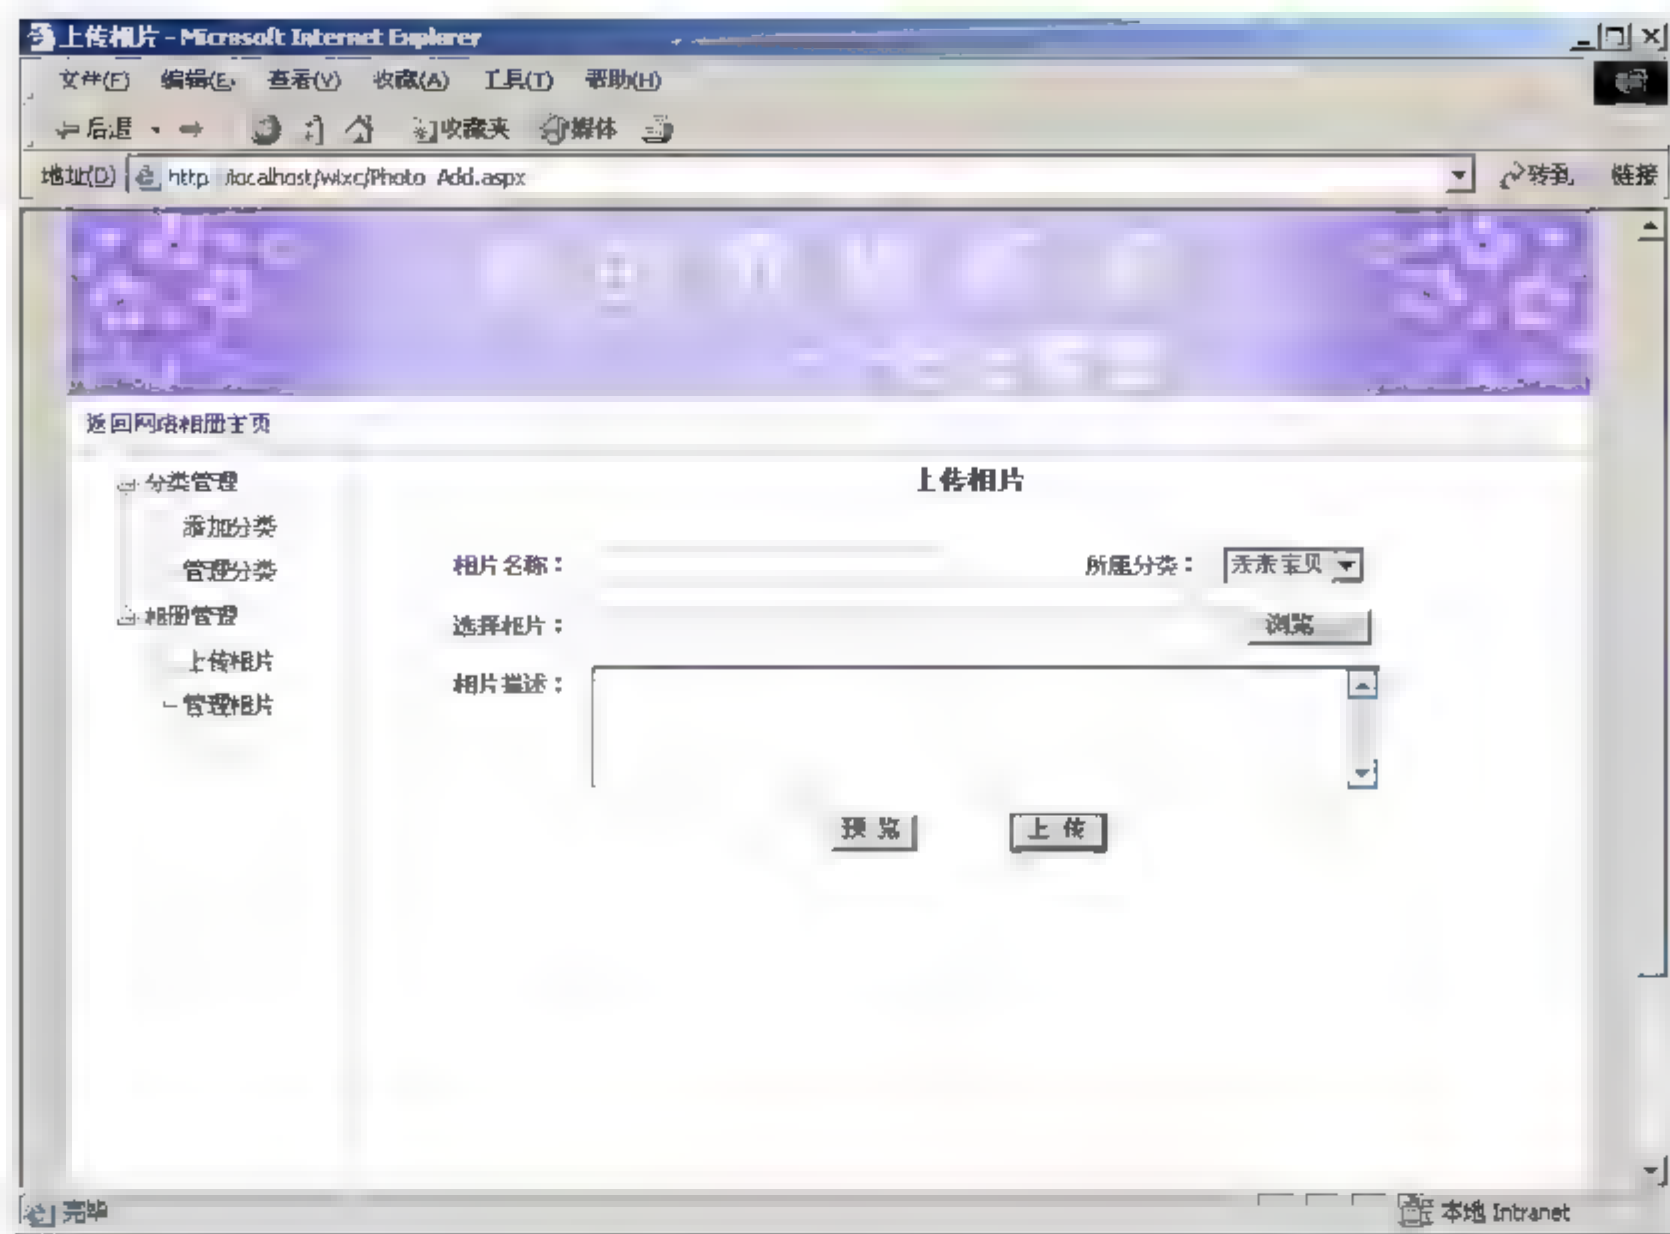 上传相片 - Microsoft Internet Explorer
文件(F) 编辑(E) 查看(V) 收藏(A) 工具(T) 帮助(H)
后退 收藏夹 媒体
地址(D) http://localhost/wlxc/Photo_Add.aspx 转到 链接
返回网络相册主页
分类管理
添加分类
管理分类
相册管理
上传相片
管理相片
上传相片
相片名称： 所属分类： 宝贝
选择相片： 浏览
相片描述：
预 览 上 传
完毕 本地 Intranet